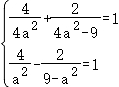 4/4a² + 2/4a²-9 = 1
4/a² - 2/9-a² = 1